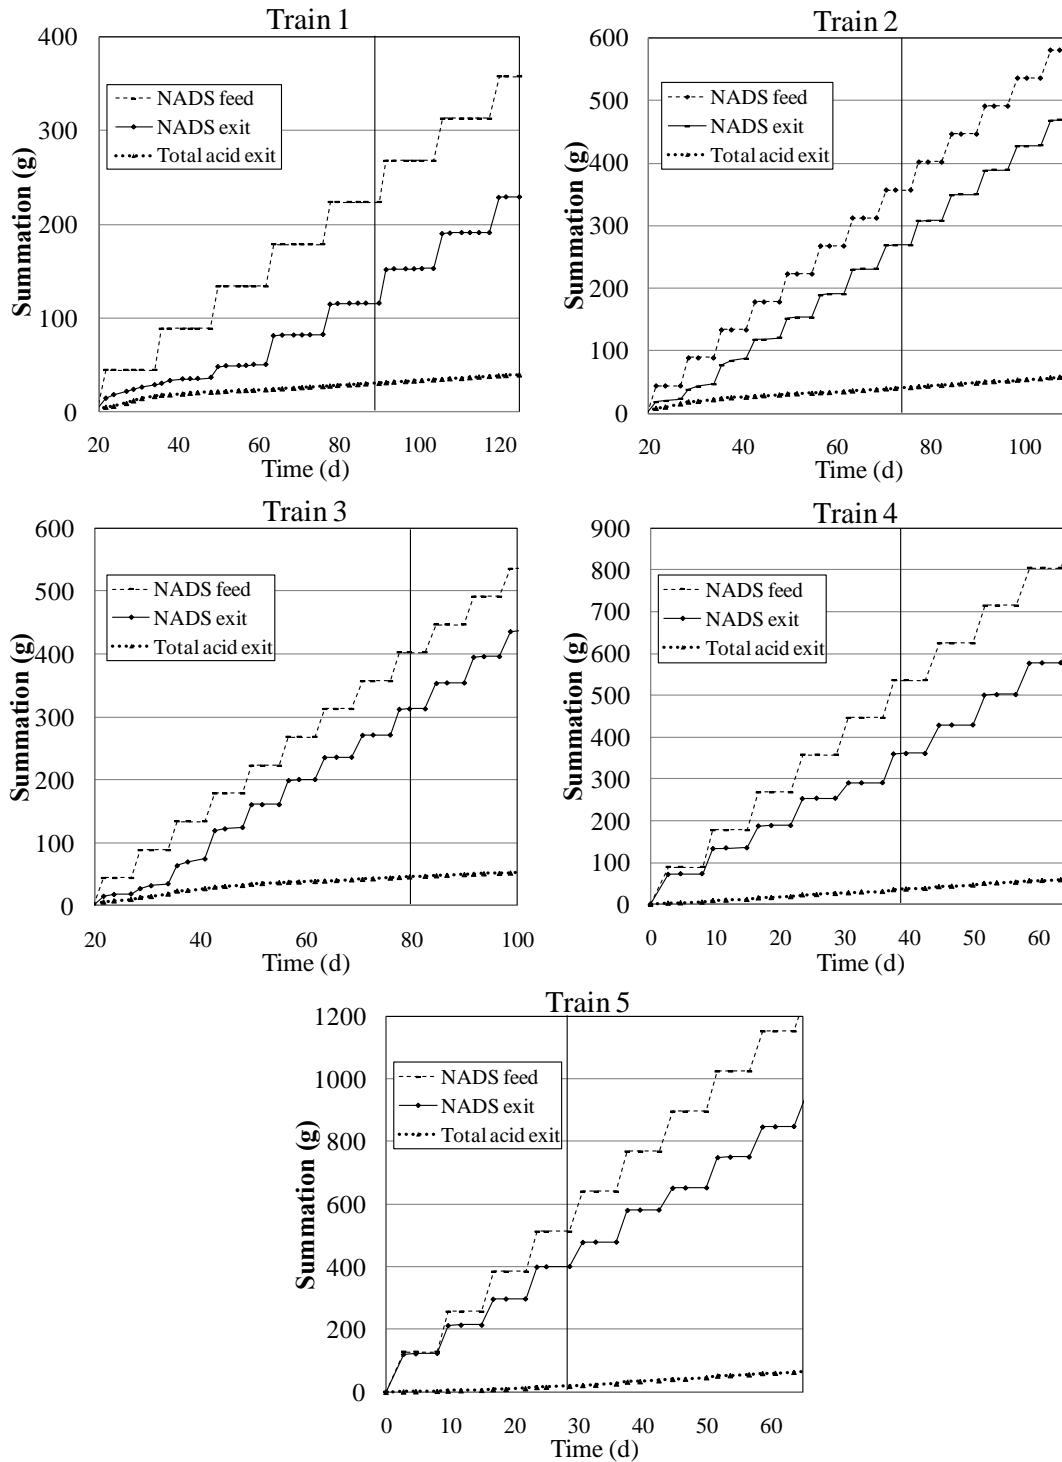 Train 1
400
300
200
100
0
Summation (g)
NADS feed
NADS exit
Total acid exit
20 40 60 80 100 120
Time (d)
Train 2
600
500
400
300
200
100
0
Summation (g)
NADS feed
NADS exit
Total acid exit
20 40 60 80 100
Time (d)
Train 3
600
500
400
300
200
100
0
Summation (g)
NADS feed
NADS exit
Total acid exit
20 40 60 80 100
Time (d)
Train 4
900
800
700
600
500
400
300
200
100
0
Summation (g)
NADS feed
NADS exit
Total acid exit
0 10 20 30 40 50 60
Time (d)
Train 5
1200
1000
800
600
400
200
0
Summation (g)
NADS feed
NADS exit
Total acid exit
0 10 20 30 40 50 60
Time (d)